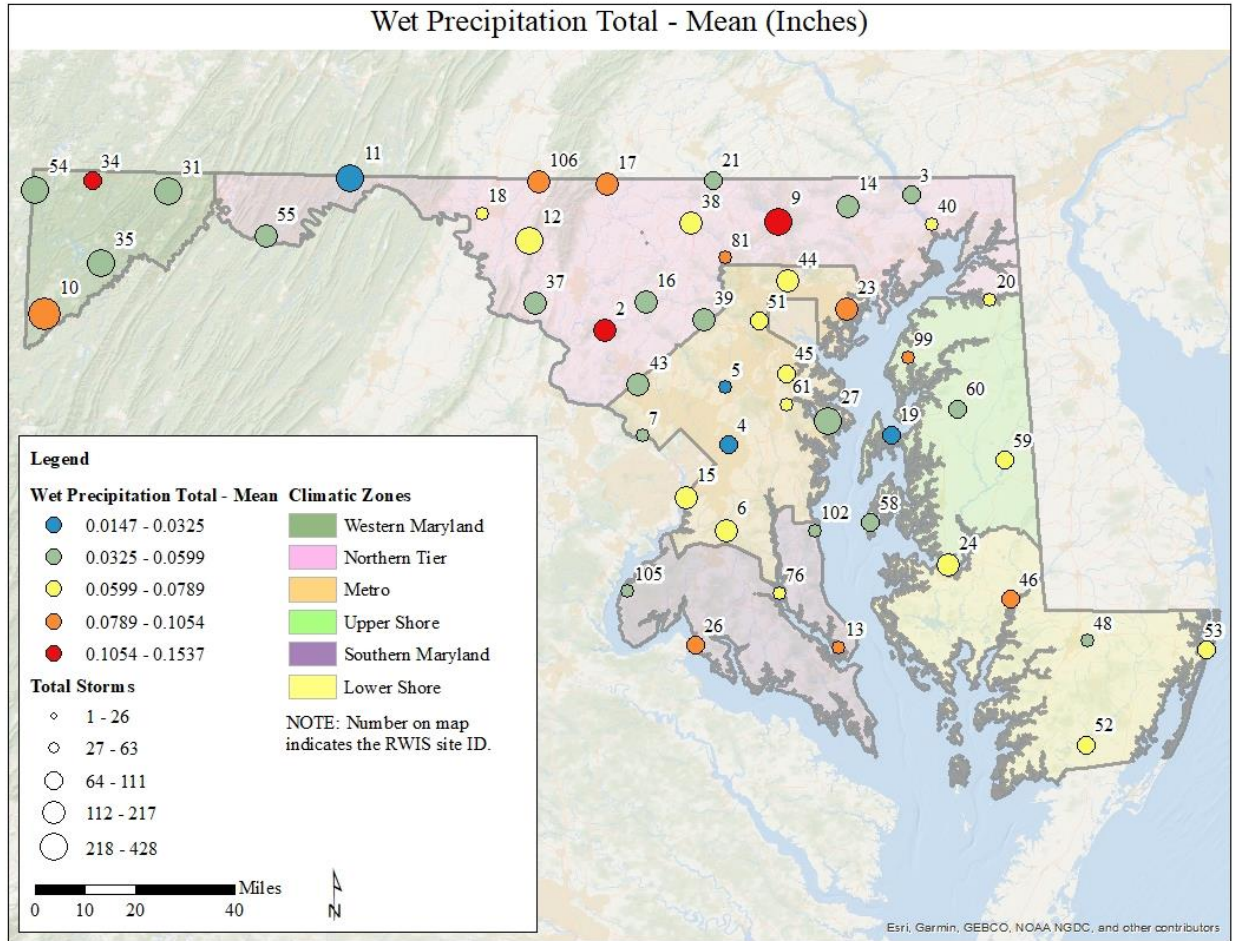 Wet Precipitation Total - Mean (Inches)
54
34
31
11
106
17
21
14
3
18
12
38
9
40
55
35
81
44
10
37
16
39
51
23
20
2
99
43
5
45
61
60
7
4
27
19
59
15
6
102
58
24
105
76
46
26
13
48
53
52
Legend
Wet Precipitation Total - Mean
0.0147 - 0.0325
0.0325 - 0.0599
0.0599 - 0.0789
0.0789 - 0.1054
0.1054 - 0.1537
Total Storms
1 - 26
27 - 63
64 - 111
112 - 217
218 - 428
Climatic Zones
Western Maryland
Northern Tier
Metro
Upper Shore
Southern Maryland
Lower Shore
NOTE: Number on map
indicates the RWIS site ID.
Miles
0 10 20 40
N
Esri, Garmin, GEBCO, NOAA NGDC, and other contributors